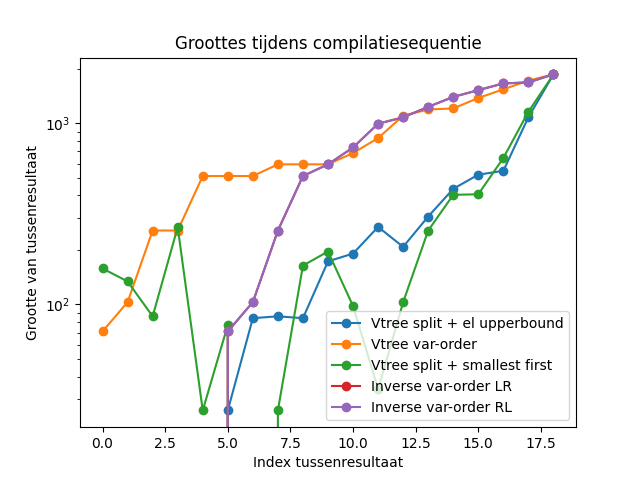 Groottes tijdens compilatiesequentie
Grootte van tussenresultaat
10³
10²
Vtree split + el upperbound
Vtree var-order
Vtree split + smallest first
Inverse var-order LR
Inverse var-order RL
0.0 2.5 5.0 7.5 10.0 12.5 15.0 17.5
Index tussenresultaat